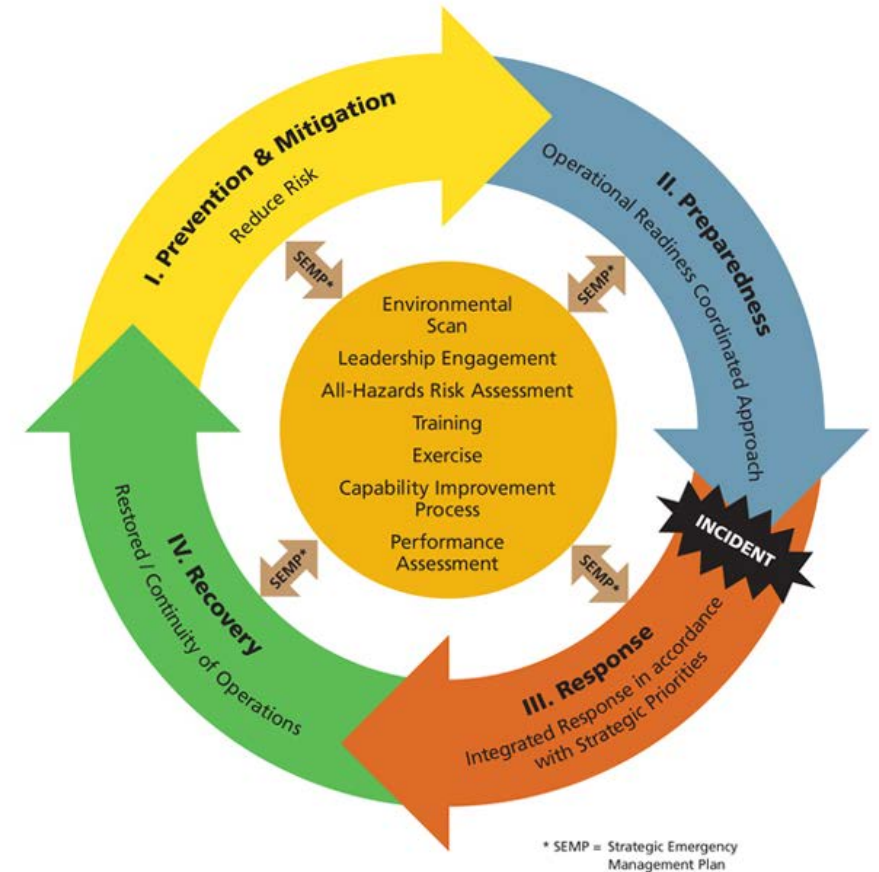 I. Prevention & Mitigation
Reduce Risk
II. Preparedness
Operational Readiness Coordinated Approach
SEMP*
SEMP*
Environmental
Scan
Leadership Engagement
All-Hazards Risk Assessment
Training
Exercise
Capability Improvement
Process
Performance
Assessment
INCIDENT
SEMP*
SEMP*
III. Response
Integrated Response in accordance
with Strategic Priorities
IV. Recovery
Restored / Continuity of Operations
* SEMP = Strategic Emergency
Management Plan